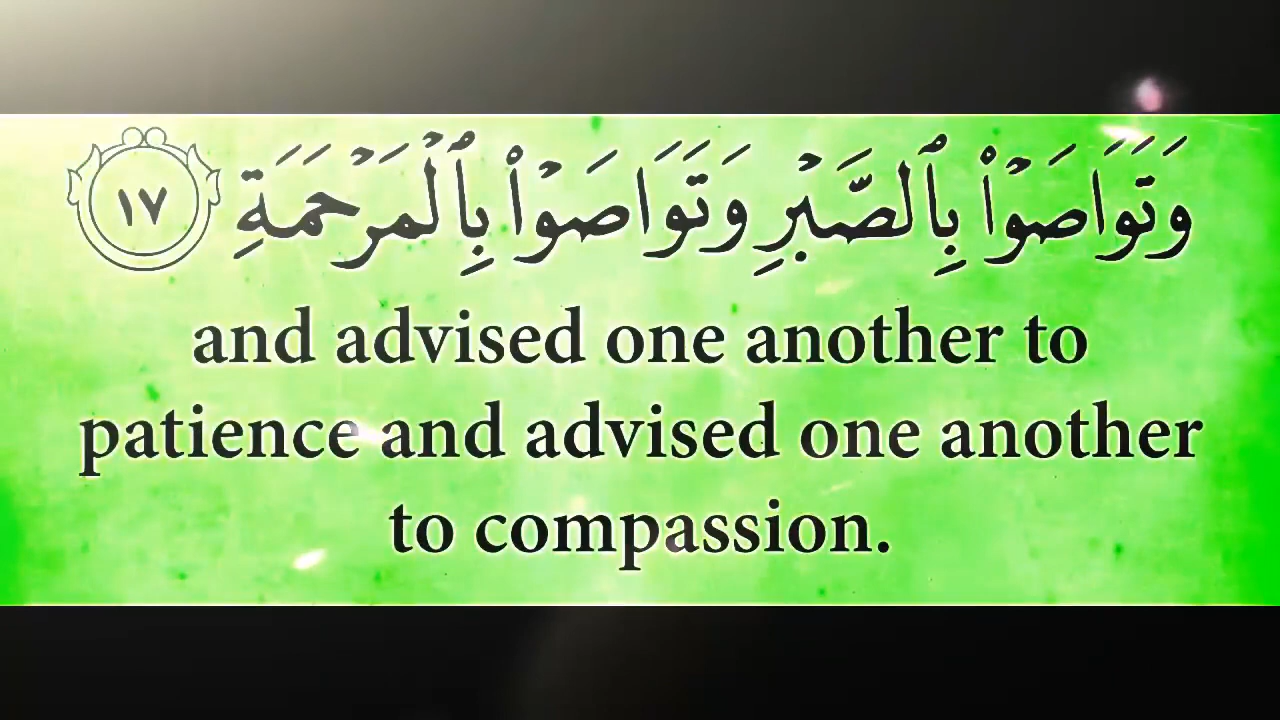 وَتَوَاصَوۡاْ بِٱلصَّبۡرِ وَتَوَاصَوۡاْ بِٱلۡمَرۡحَمَةِ ١٧
and advised one another to
patience and advised one another
to compassion.